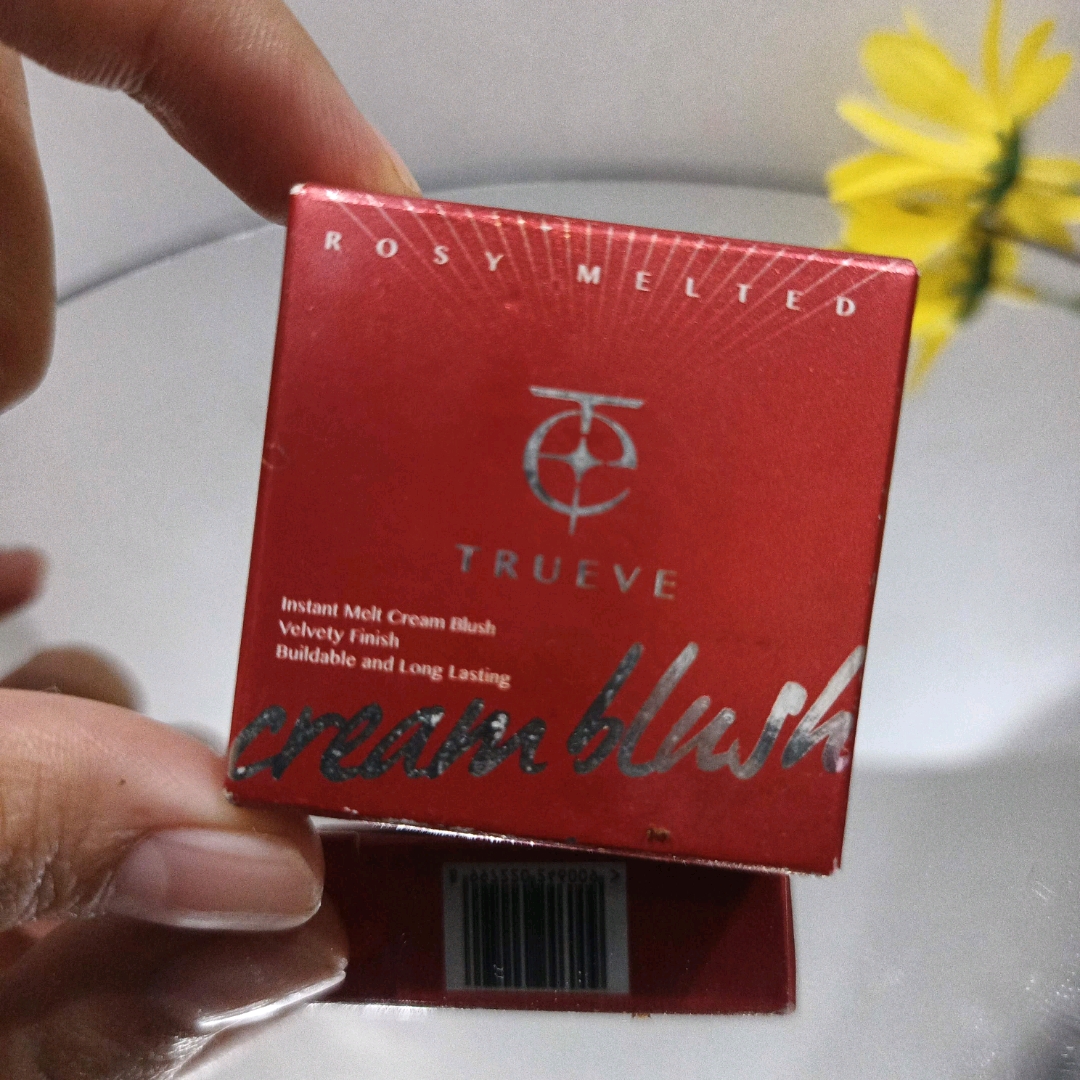 ROSY MELTED
TRUEVE
Instant Melt Cream Blush
Velvety Finish
Buildable and Long Lasting
cream blush